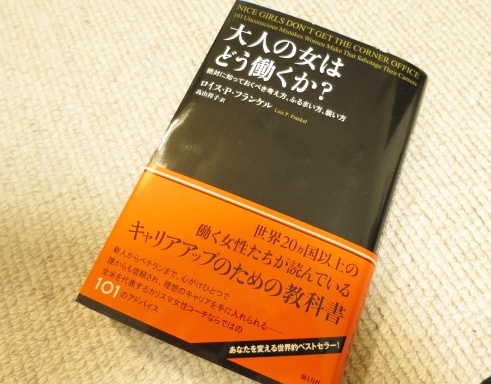 NICE GIRLS DON'T GET THE CORNER OFFICE
101 Unconscious Mistakes Women Make That Sabotage Their Careers
大人の女は
どう働くか?
絶対に知っておくべき考え方、ふるまい方、装い方
ロイス・P・フランケル
Lois P. Frankel
高山祥子 訳
世界20ヵ国以上の
働く女性たちが読んでいる
キャリアアップのための教科書
新人からベテランまで、心がけひとつで
誰からも信頼され、理想のキャリアを手に入れられる——
全米を代表するカリスマ女性コーチならではの
101のアドバイス
あなたを変える世界的ベストセラー!
海と月社